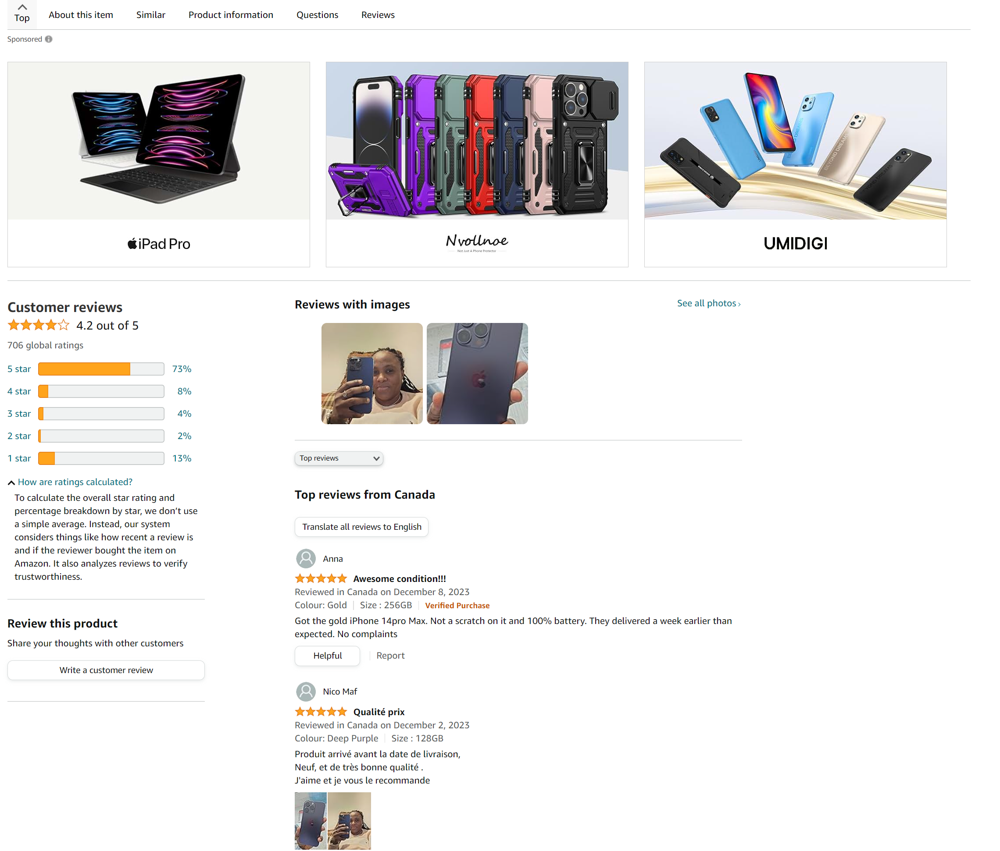 Top
About this item
Similar
Product information
Questions
Reviews
Sponsored
iPad Pro
Nvollnoe
Not Just A Phone Protector
BEYOND DREAMS
UMIDIGI
Customer reviews
4.2 out of 5
706 global ratings
5 star 73%
4 star 8%
3 star 4%
2 star 2%
1 star 13%
How are ratings calculated?
To calculate the overall star rating and
percentage breakdown by star, we don’t use
a simple average. Instead, our system
considers things like how recent a review is
and if the reviewer bought the item on
Amazon. It also analyzes reviews to verify
trustworthiness.
Review this product
Share your thoughts with other customers
Write a customer review
Reviews with images
See all photos ›
Top reviews
Top reviews from Canada
Translate all reviews to English
Anna
Awesome condition!!!
Reviewed in Canada on December 8, 2023
Colour: Gold | Size : 256GB | Verified Purchase
Got the gold iPhone 14pro Max. Not a scratch on it and 100% battery. They delivered a week earlier than
expected. No complaints
Helpful | Report
Nico Maf
Qualité prix
Reviewed in Canada on December 2, 2023
Colour: Deep Purple | Size : 128GB
Produit arrivé avant la date de livraison,
Neuf, et de très bonne qualité .
J'aime et je vous le recommande